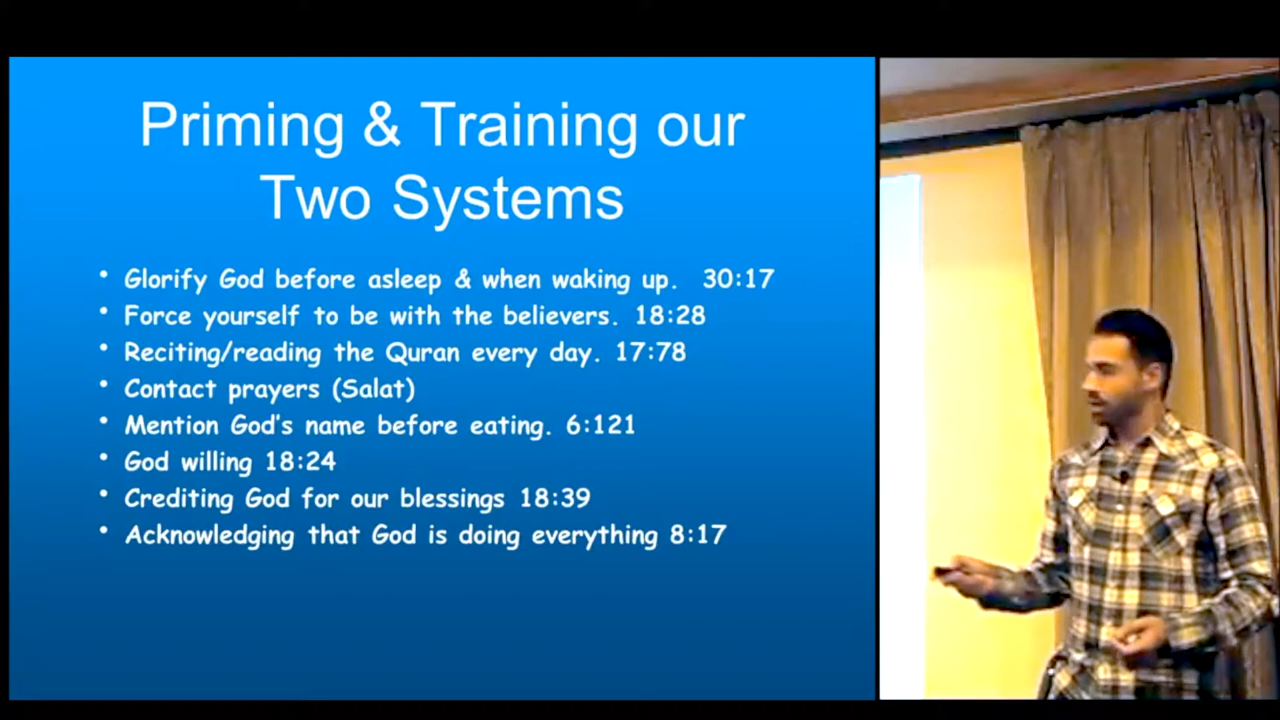 Priming & Training our
Two Systems
• Glorify God before asleep & when waking up. 30:17
• Force yourself to be with the believers. 18:28
• Reciting/reading the Quran every day. 17:78
• Contact prayers (Salat)
• Mention God's name before eating. 6:121
• God willing 18:24
• Crediting God for our blessings 18:39
• Acknowledging that God is doing everything 8:17